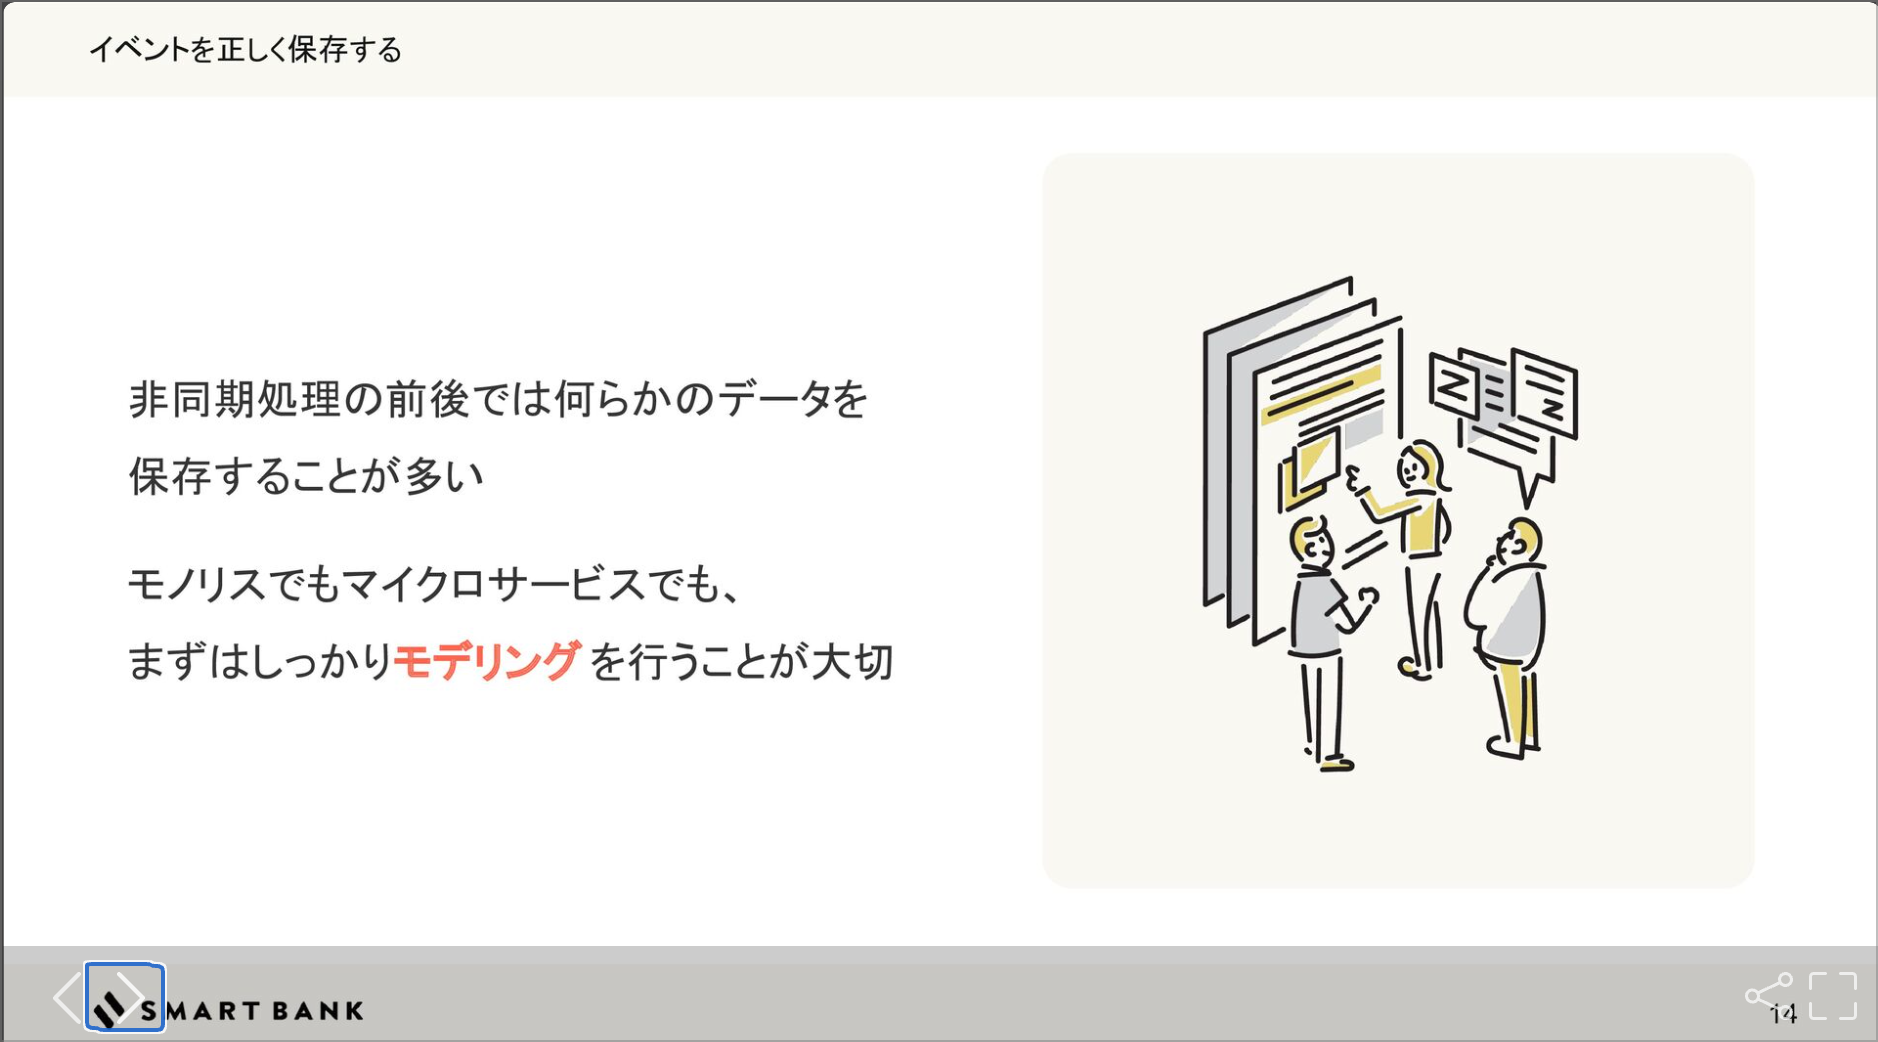 イベントを正しく保存する
非同期処理の前後では何らかのデータを
保存することが多い
モノリスでもマイクロサービスでも、
まずはしっかりモデリングを行うことが大切
SMART BANK
14